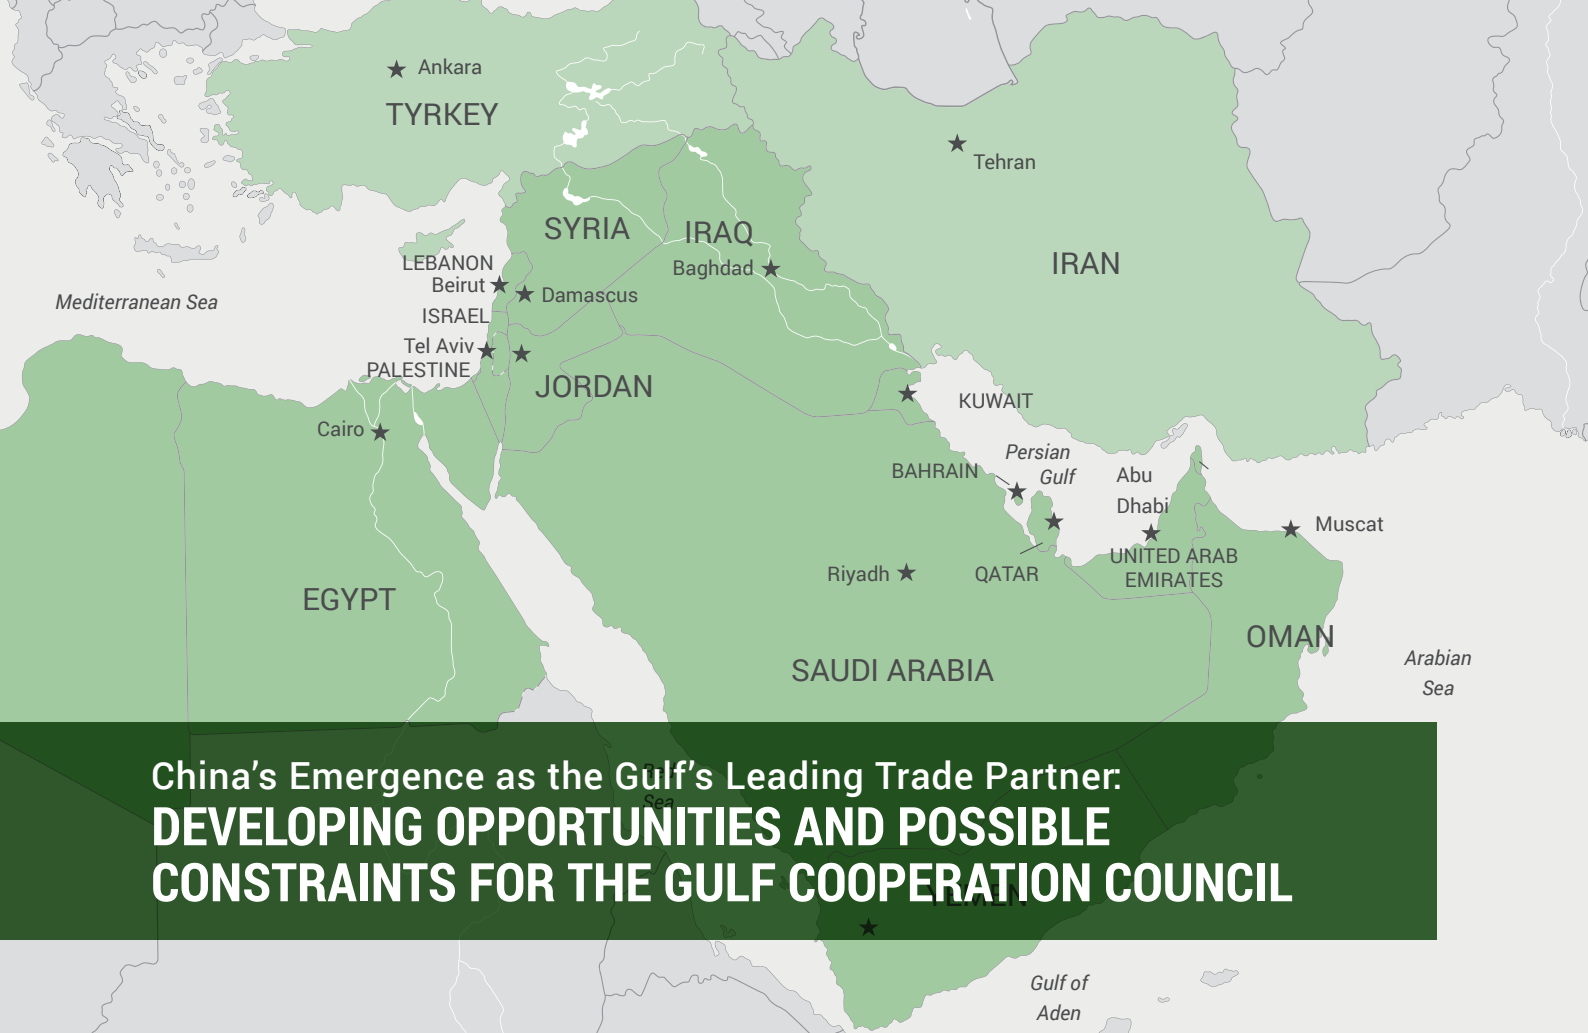 Ankara
TYRKEY
Tehran
SYRIA
IRAQ
Baghdad
IRAN
LEBANON
Beirut
Damascus
Mediterranean Sea
ISRAEL
Tel Aviv
PALESTINE
JORDAN
KUWAIT
Cairo
Persian
Gulf
BAHRAIN
Abu
Dhabi
Muscat
UNITED ARAB
EMIRATES
Riyadh
QATAR
EGYPT
OMAN
SAUDI ARABIA
Arabian
Sea
Red
Sea
China’s Emergence as the Gulf’s Leading Trade Partner:
DEVELOPING OPPORTUNITIES AND POSSIBLE
CONSTRAINTS FOR THE GULF COOPERATION COUNCIL
YEMEN
Gulf of
Aden